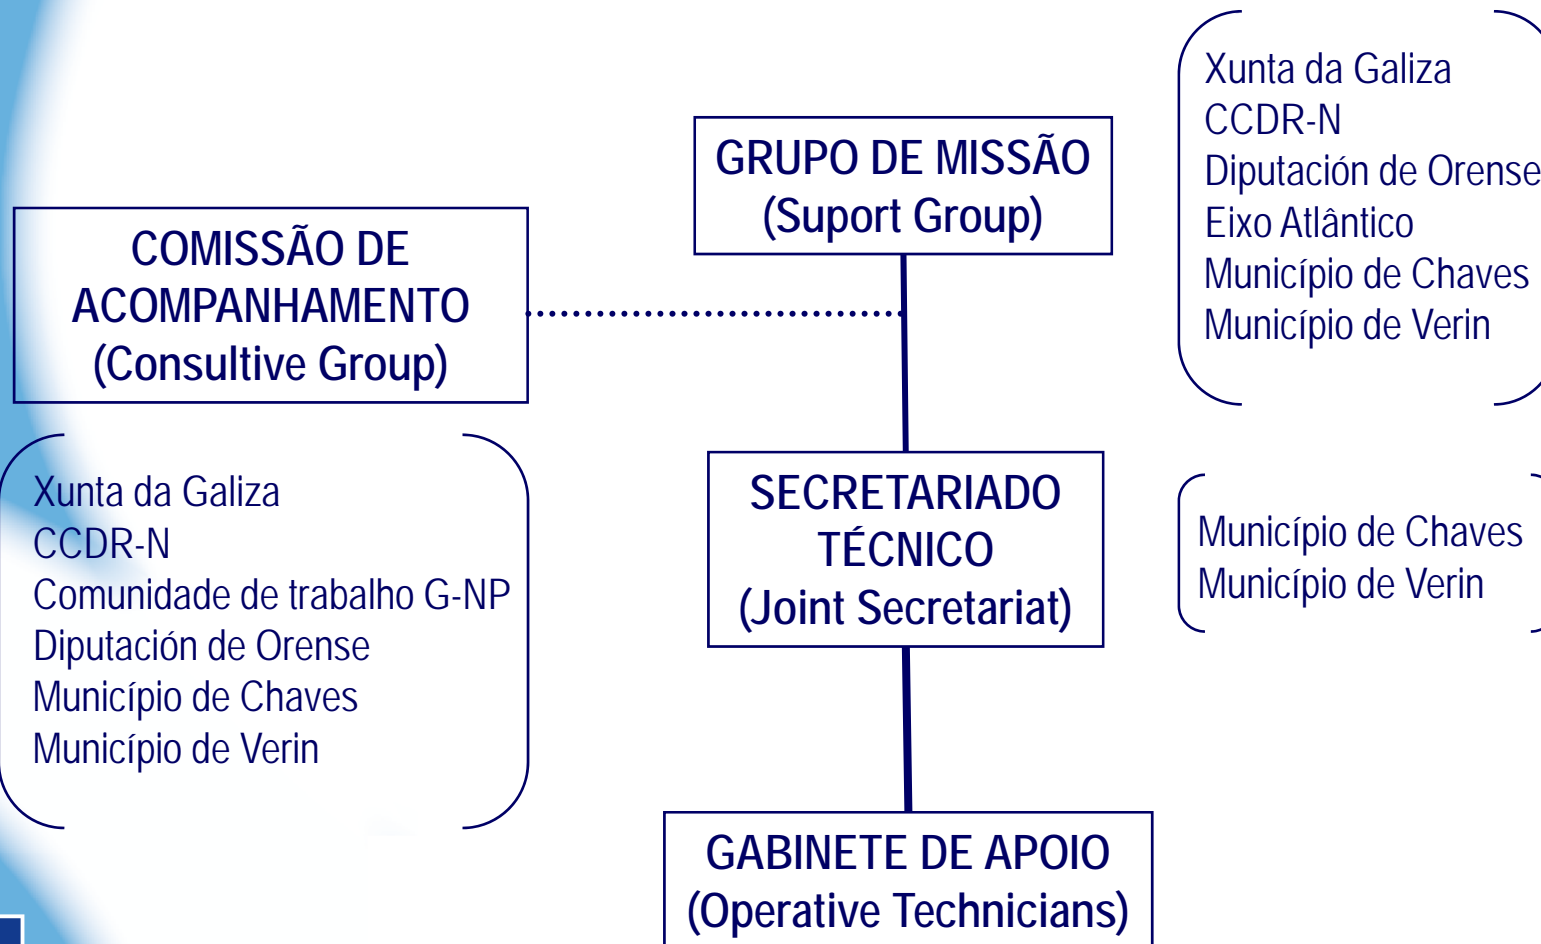 Xunta da Galiza
CCDR-N
Diputación de Orense
Eixo Atlântico
Município de Chaves
Município de Verin
GRUPO DE MISSÃO
(Suport Group)
COMISSÃO DE
ACOMPANHAMENTO
(Consultive Group)
Xunta da Galiza
CCDR-N
Comunidade de trabalho G-NP
Diputación de Orense
Município de Chaves
Município de Verin
SECRETARIADO
TÉCNICO
(Joint Secretariat)
Município de Chaves
Município de Verin
GABINETE DE APOIO
(Operative Technicians)